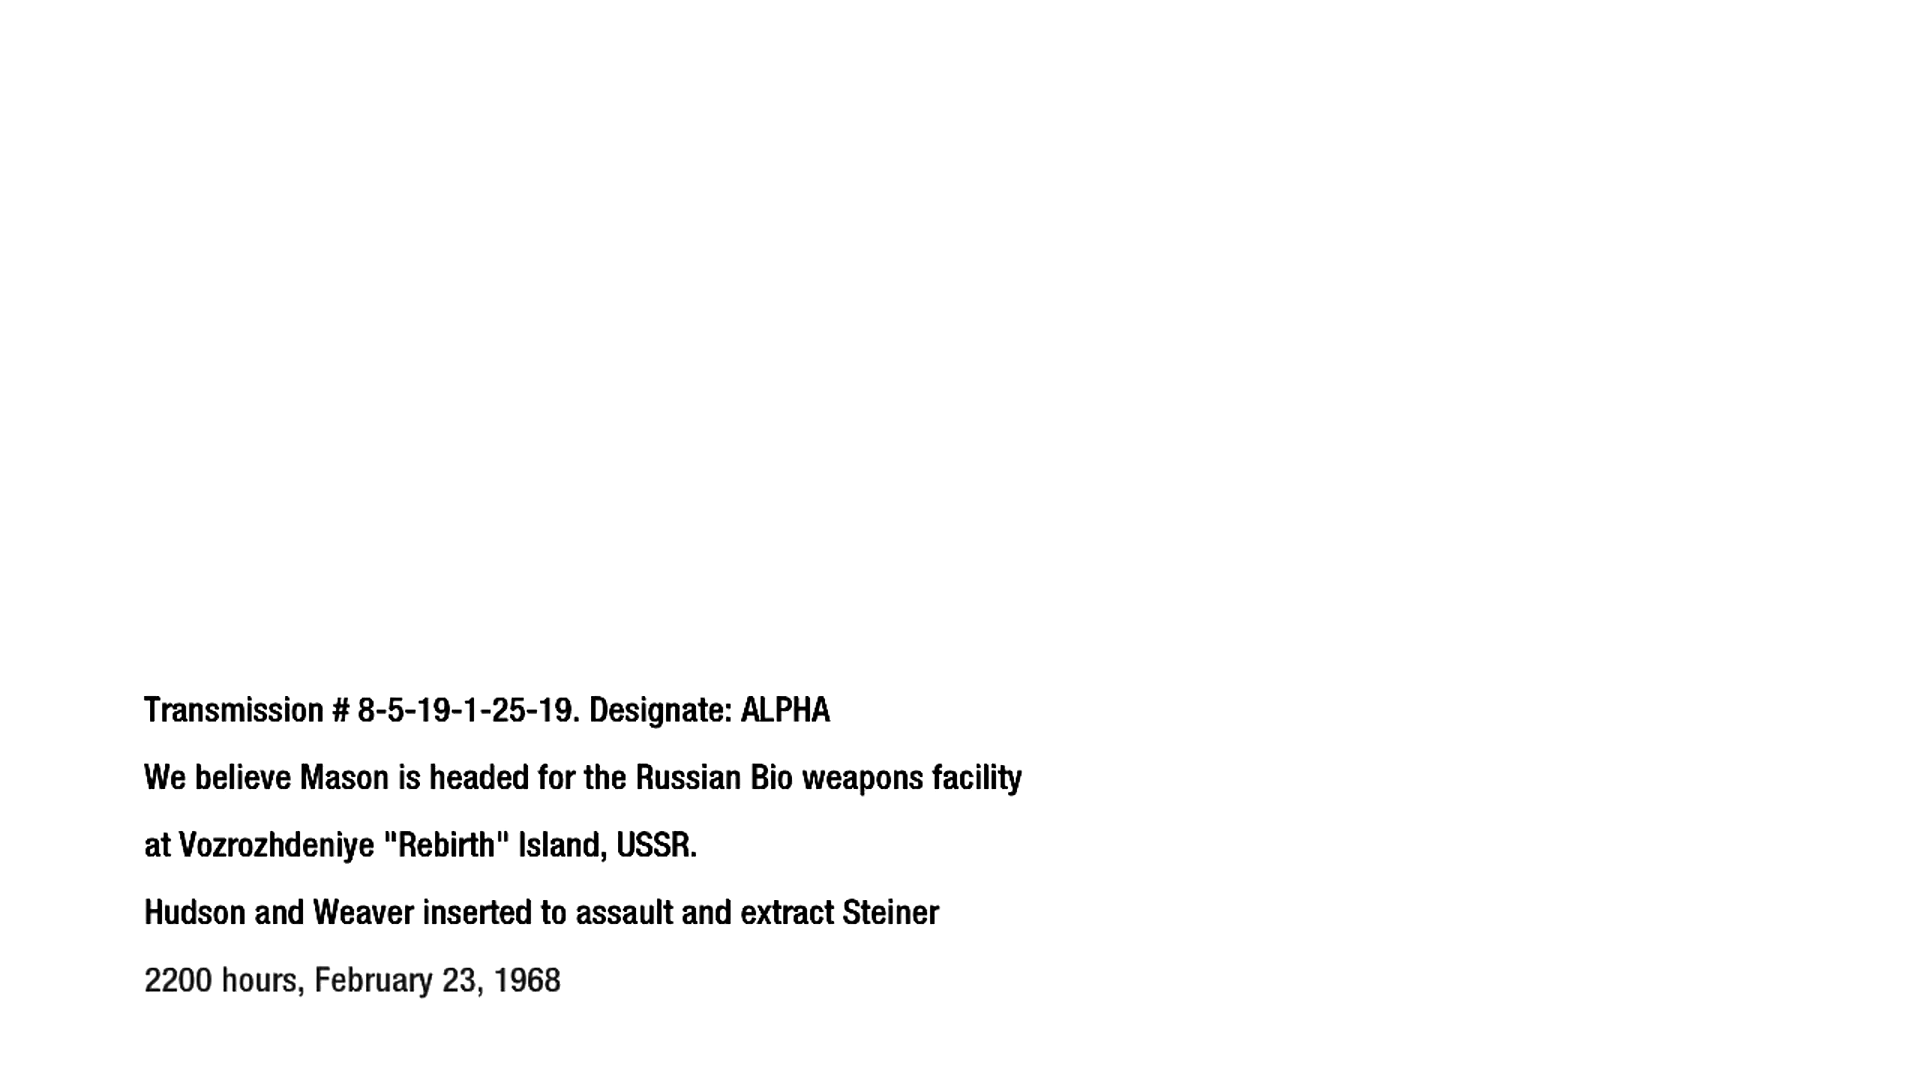 Transmission # 8-5-19-1-25-19. Designate: ALPHA
We believe Mason is headed for the Russian Bio weapons facility
at Vozrozhdeniye "Rebirth" Island, USSR.
Hudson and Weaver inserted to assault and extract Steiner
2200 hours, February 23, 1968